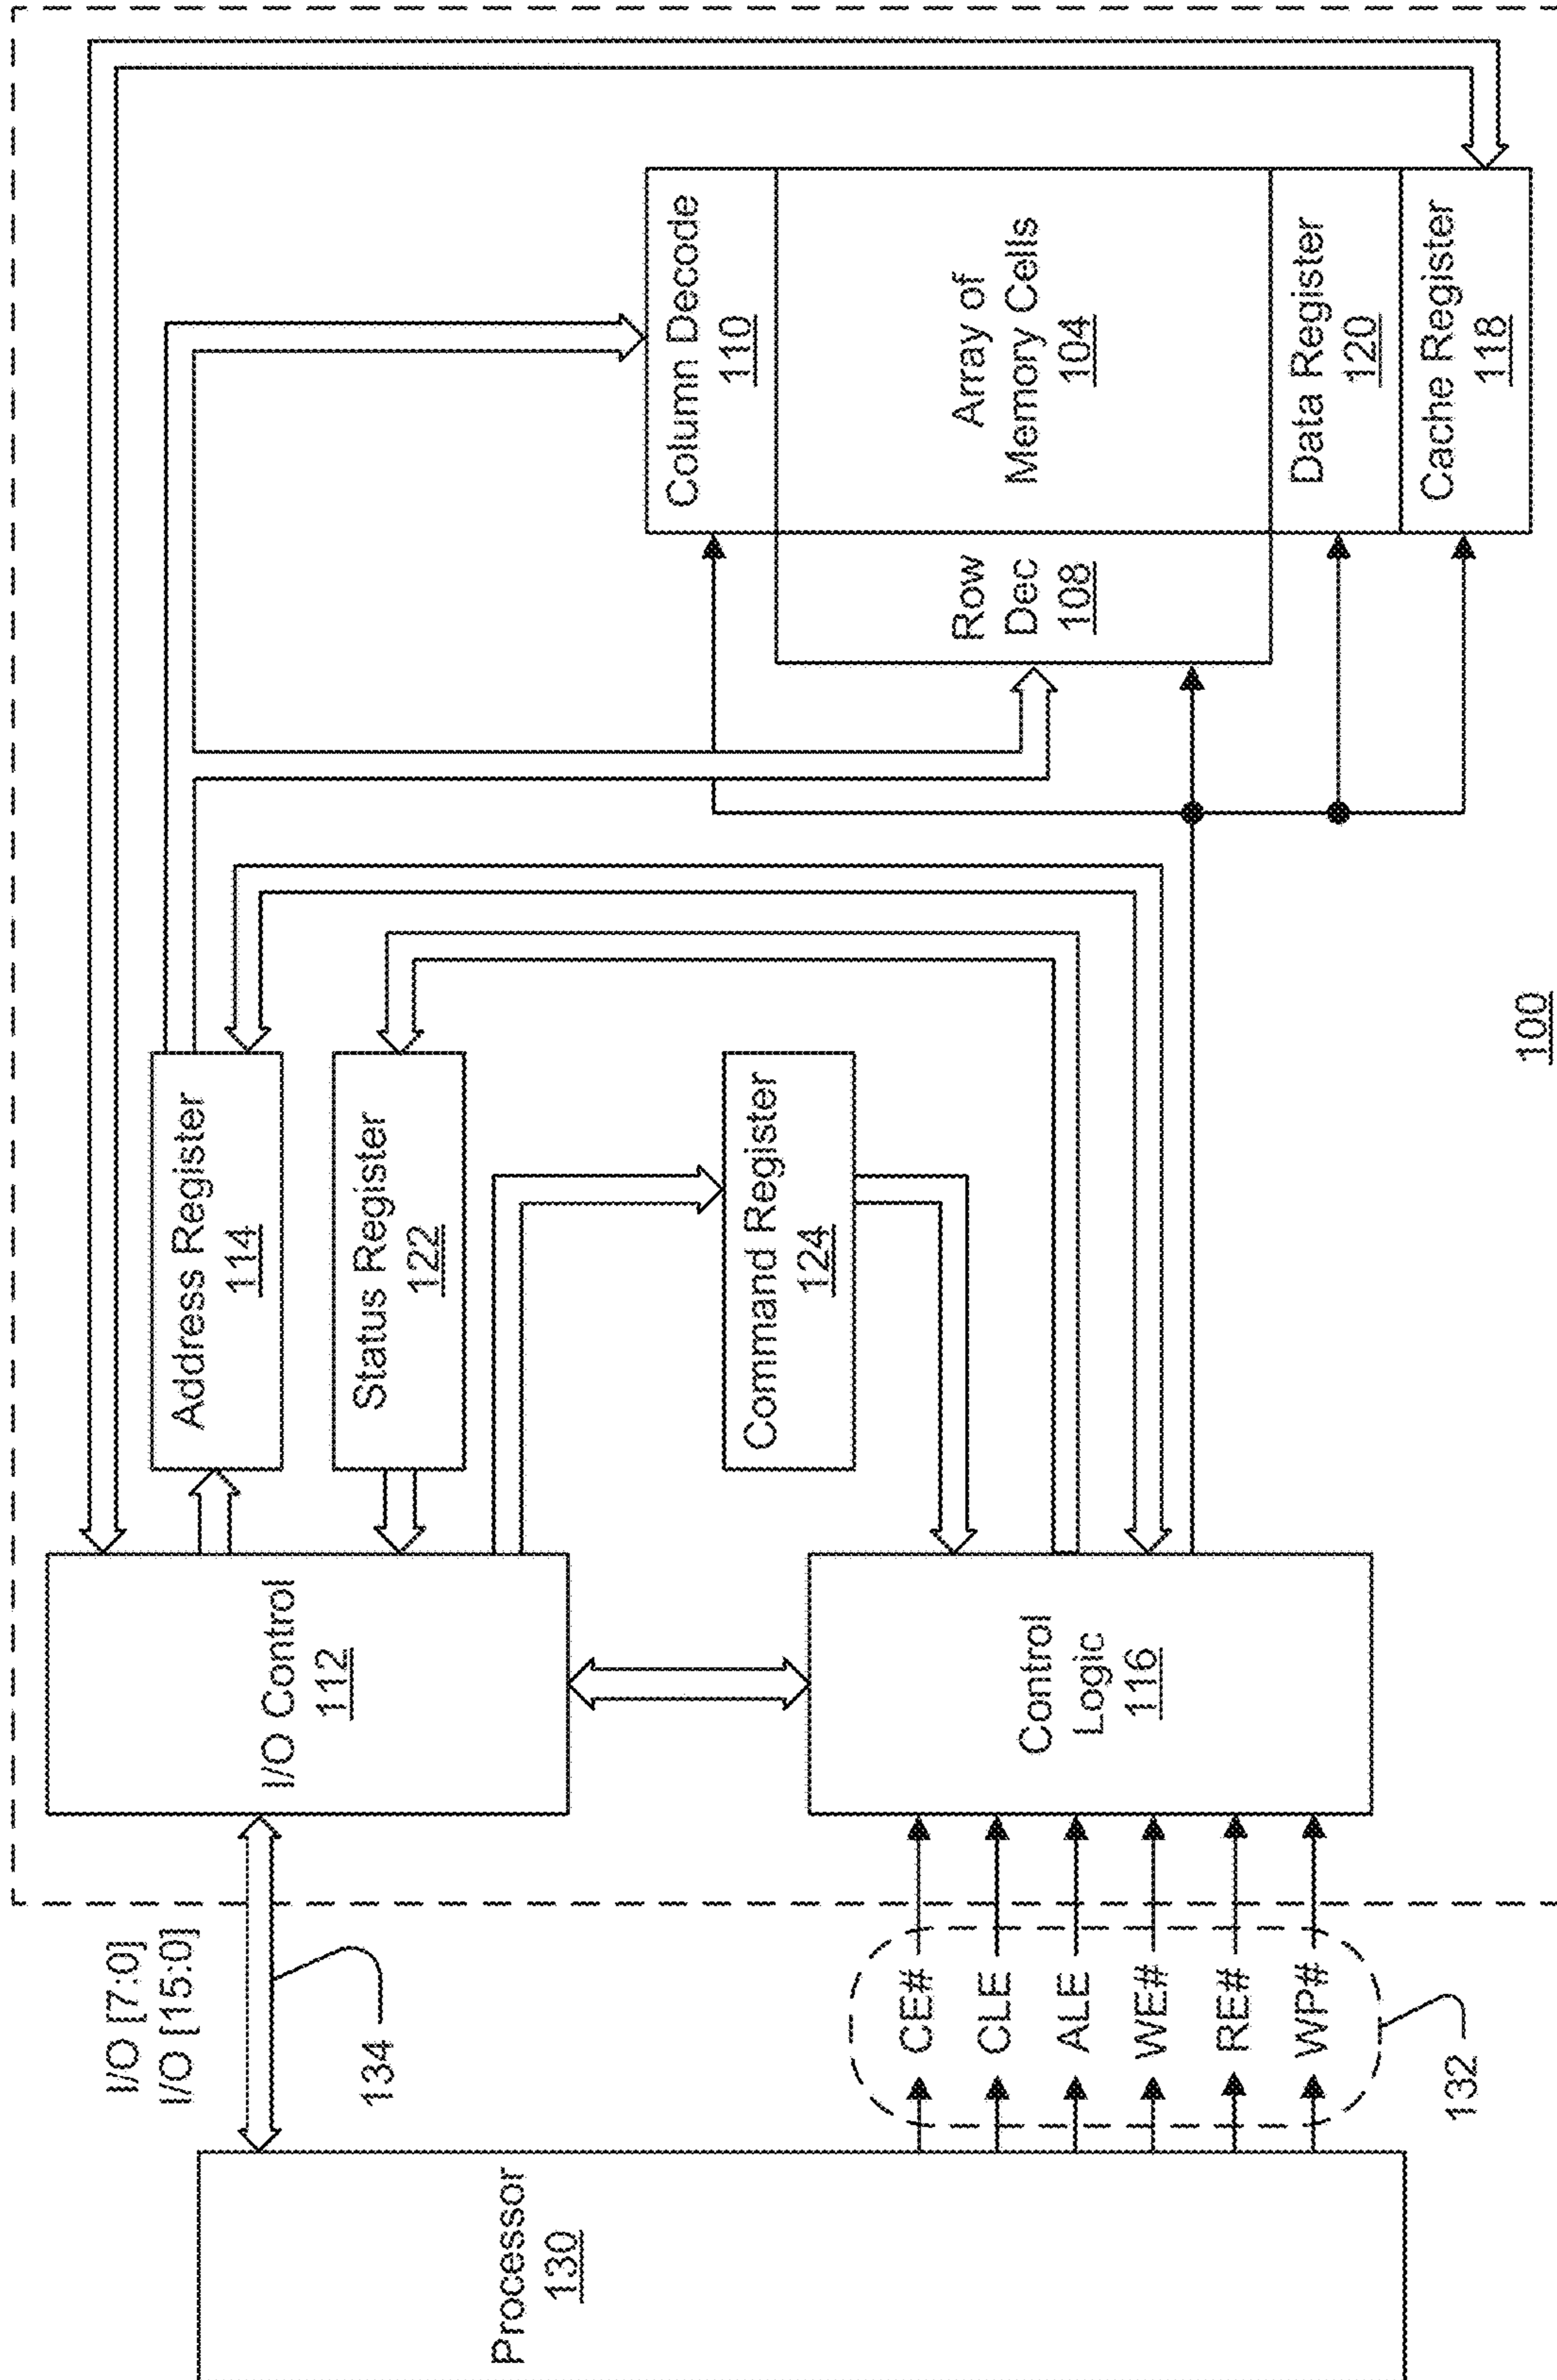 Processor
130
I/O [7:0]
I/O [15:0]
134
CE#
CLE
ALE
WE#
RE#
WP#
132
I/O Control
112
Control
Logic
116
Address Register
114
Status Register
122
Command Register
124
Column Decode
110
Row
Dec
108
Array of
Memory Cells
104
Data Register
120
Cache Register
118
100